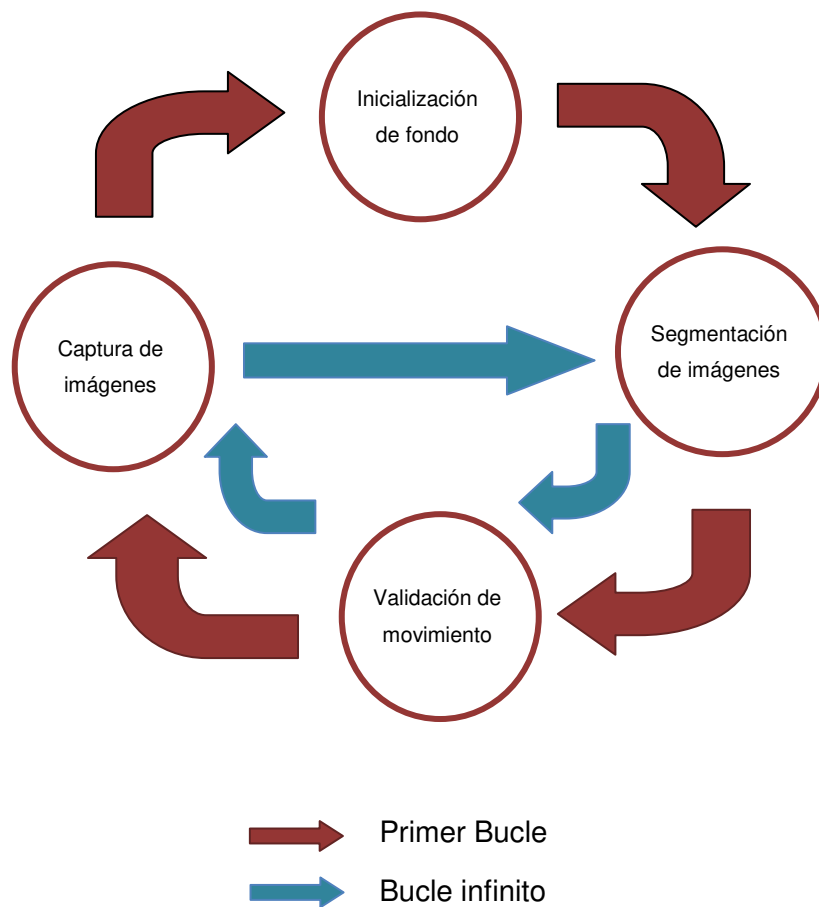 Inicialización
de fondo
Captura de
imágenes
Segmentación
de imágenes
Validación de
movimiento
Primer Bucle
Bucle infinito